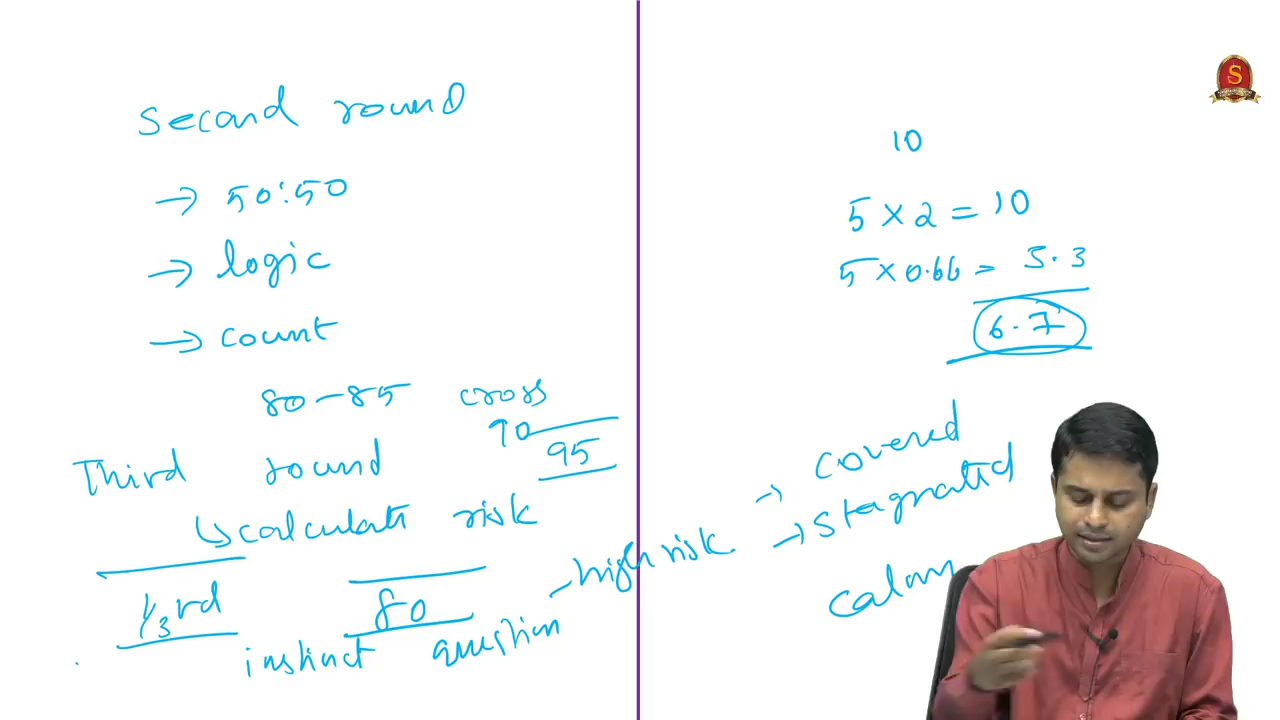 Second round
→ 50:50
→ logic
→ count
80-85 cross
90
95
Third round
↳ calculate risk
1/3rd 80
instinct question - high risk
10
5 × 2 = 10
5 × 0.66 = 3.3
6.7
→ covered
→ stagnated
S